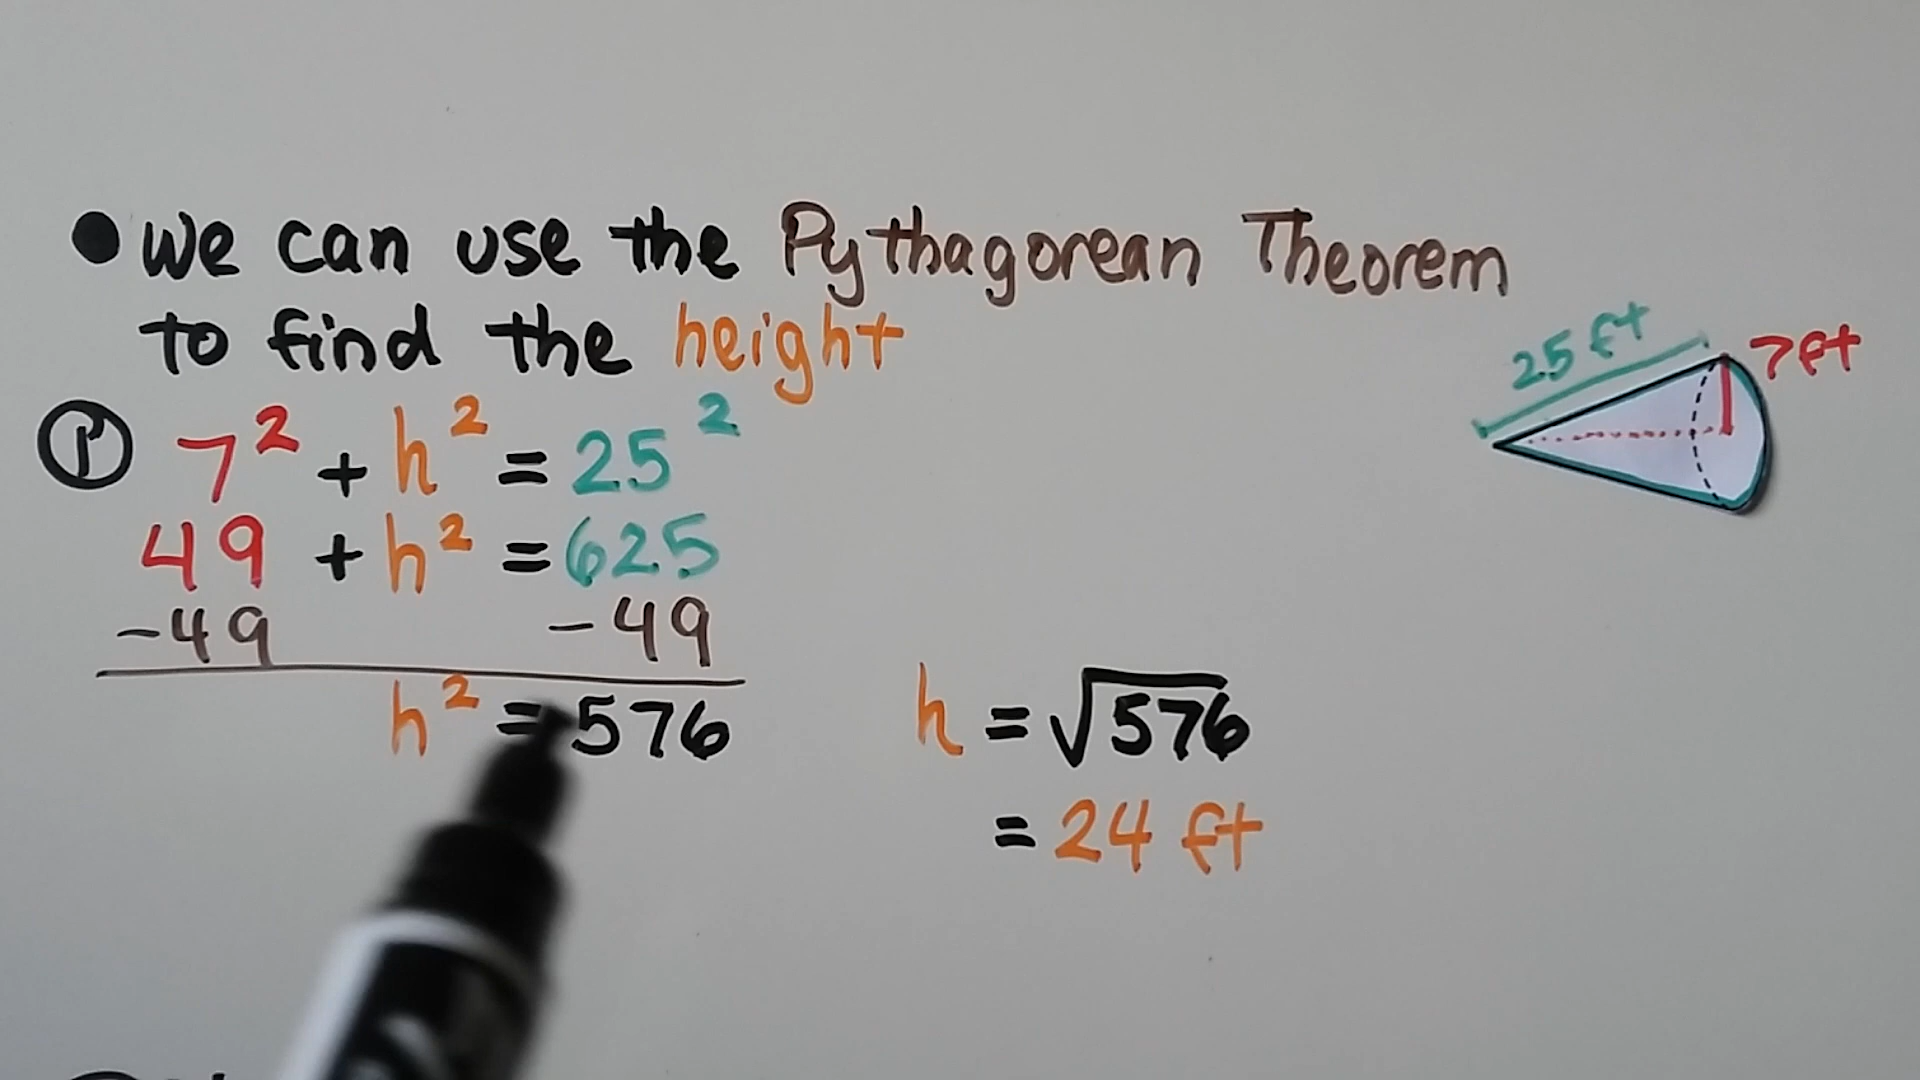 • We can use the Pythagorean Theorem
to find the height
① 7² + h² = 25²
49 + h² = 625
-49 -49
h² = 576
h = √576
= 24 ft
25 ft
7 ft